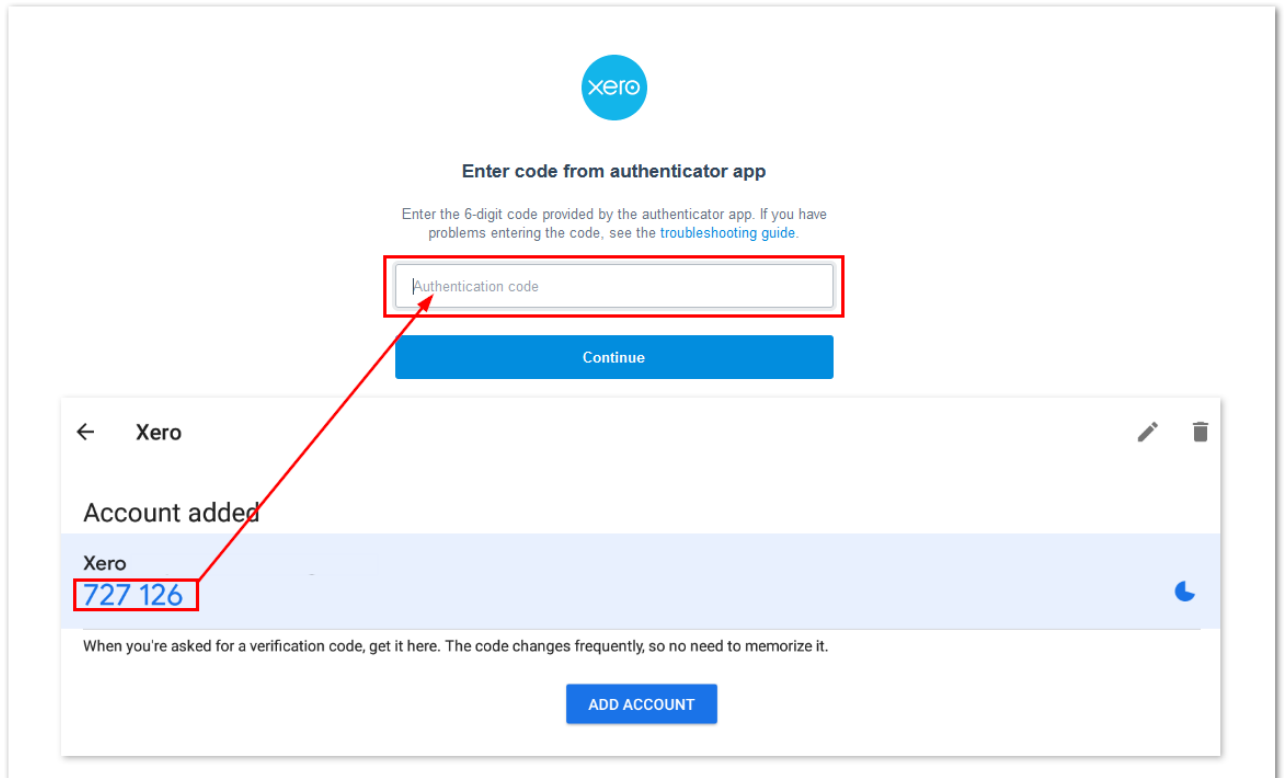 xero
Enter code from authenticator app
Enter the 6-digit code provided by the authenticator app. If you have
problems entering the code, see the troubleshooting guide.
Authentication code
Continue
Xero
Account added
Xero
727 126
When you're asked for a verification code, get it here. The code changes frequently, so no need to memorize it.
ADD ACCOUNT